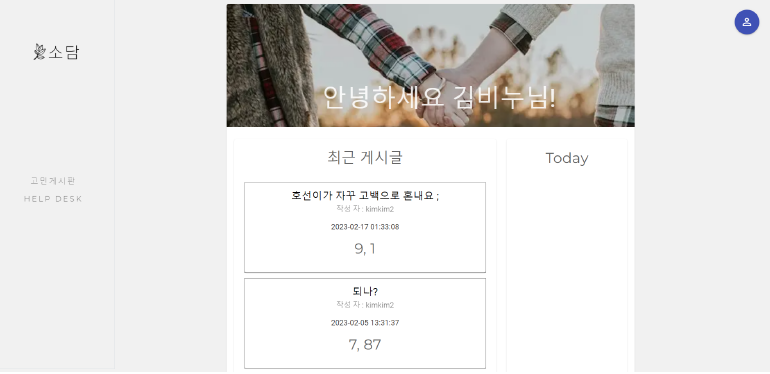 소담
고민게시판
HELP DESK
안녕하세요 김비누님!
최근 게시글
호선이가 자꾸 고백으로 혼내요 ;
작성 자 : kimkim2
2023-02-17 01:33:08
9, 1
되나?
작성 자 : kimkim2
2023-02-05 13:31:37
7, 87
Today